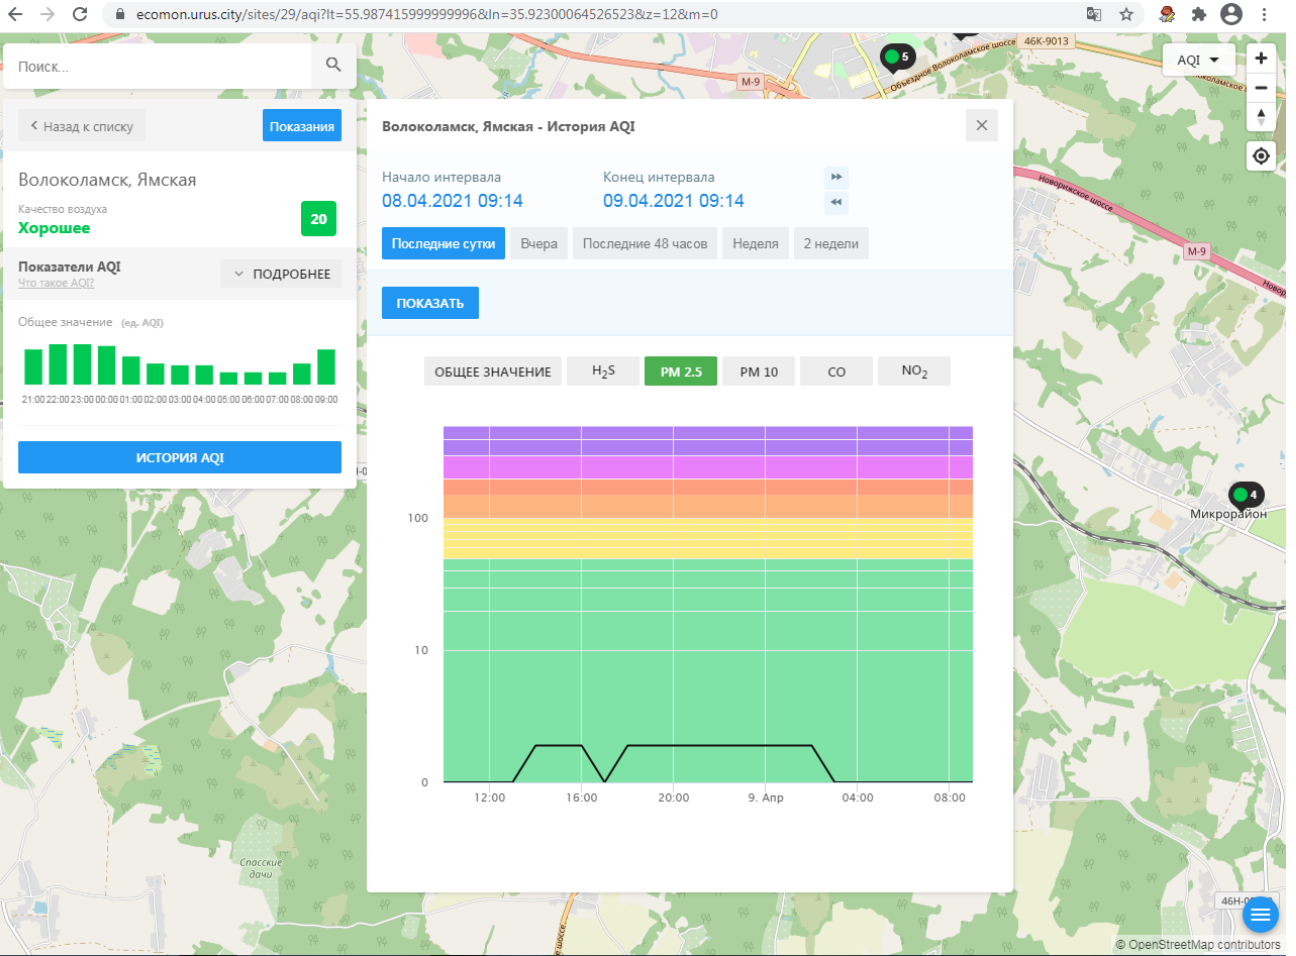 ecomon.urus.city/sites/29/aqi?lt=55.987415999999996&ln=35.92300064526523&z=12&m=0
Поиск...
Назад к списку
Показания
Волоколамск, Ямская
Качество воздуха
Хорошее
20
Показатели AQI
Что такое AQI?
ПОДРОБНЕЕ
Общее значение (ед. AQI)
21:00 22:00 23:00 00:00 01:00 02:00 03:00 04:00 05:00 06:00 07:00 08:00 09:00
ИСТОРИЯ AQI
Волоколамск, Ямская - История AQI
Начало интервала
08.04.2021 09:14
Конец интервала
09.04.2021 09:14
Последние сутки
Вчера
Последние 48 часов
Неделя
2 недели
ПОКАЗАТЬ
ОБЩЕЕ ЗНАЧЕНИЕ
H2S
PM 2.5
PM 10
CO
NO2
100
10
0
12:00 16:00 20:00 9. Апр 04:00 08:00
5
46К-9013
М-9
Объездное Волоколамское шоссе
AQI
Новорижское шоссе
М-9
4
Микрорайон
Спасские
дачи
© OpenStreetMap contributors